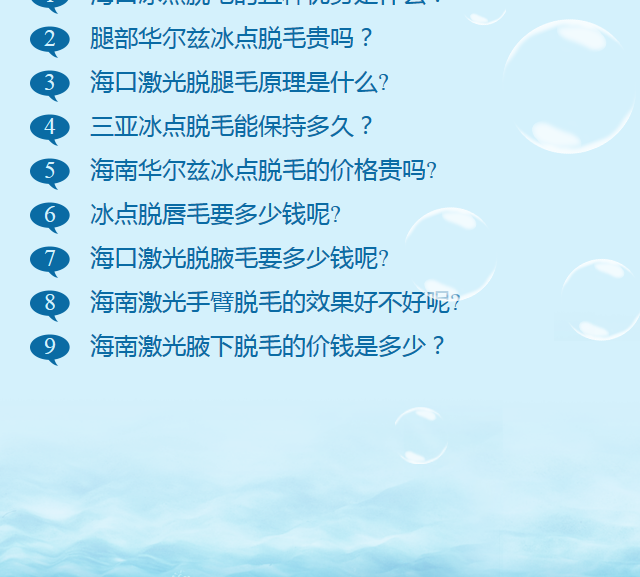 2 腿部华尔兹冰点脱毛贵吗？
3 海口激光脱腿毛原理是什么?
4 三亚冰点脱毛能保持多久？
5 海南华尔兹冰点脱毛的价格贵吗?
6 冰点脱唇毛要多少钱呢?
7 海口激光脱腋毛要多少钱呢?
8 海南激光手臂脱毛的效果好不好呢?
9 海南激光腋下脱毛的价钱是多少？